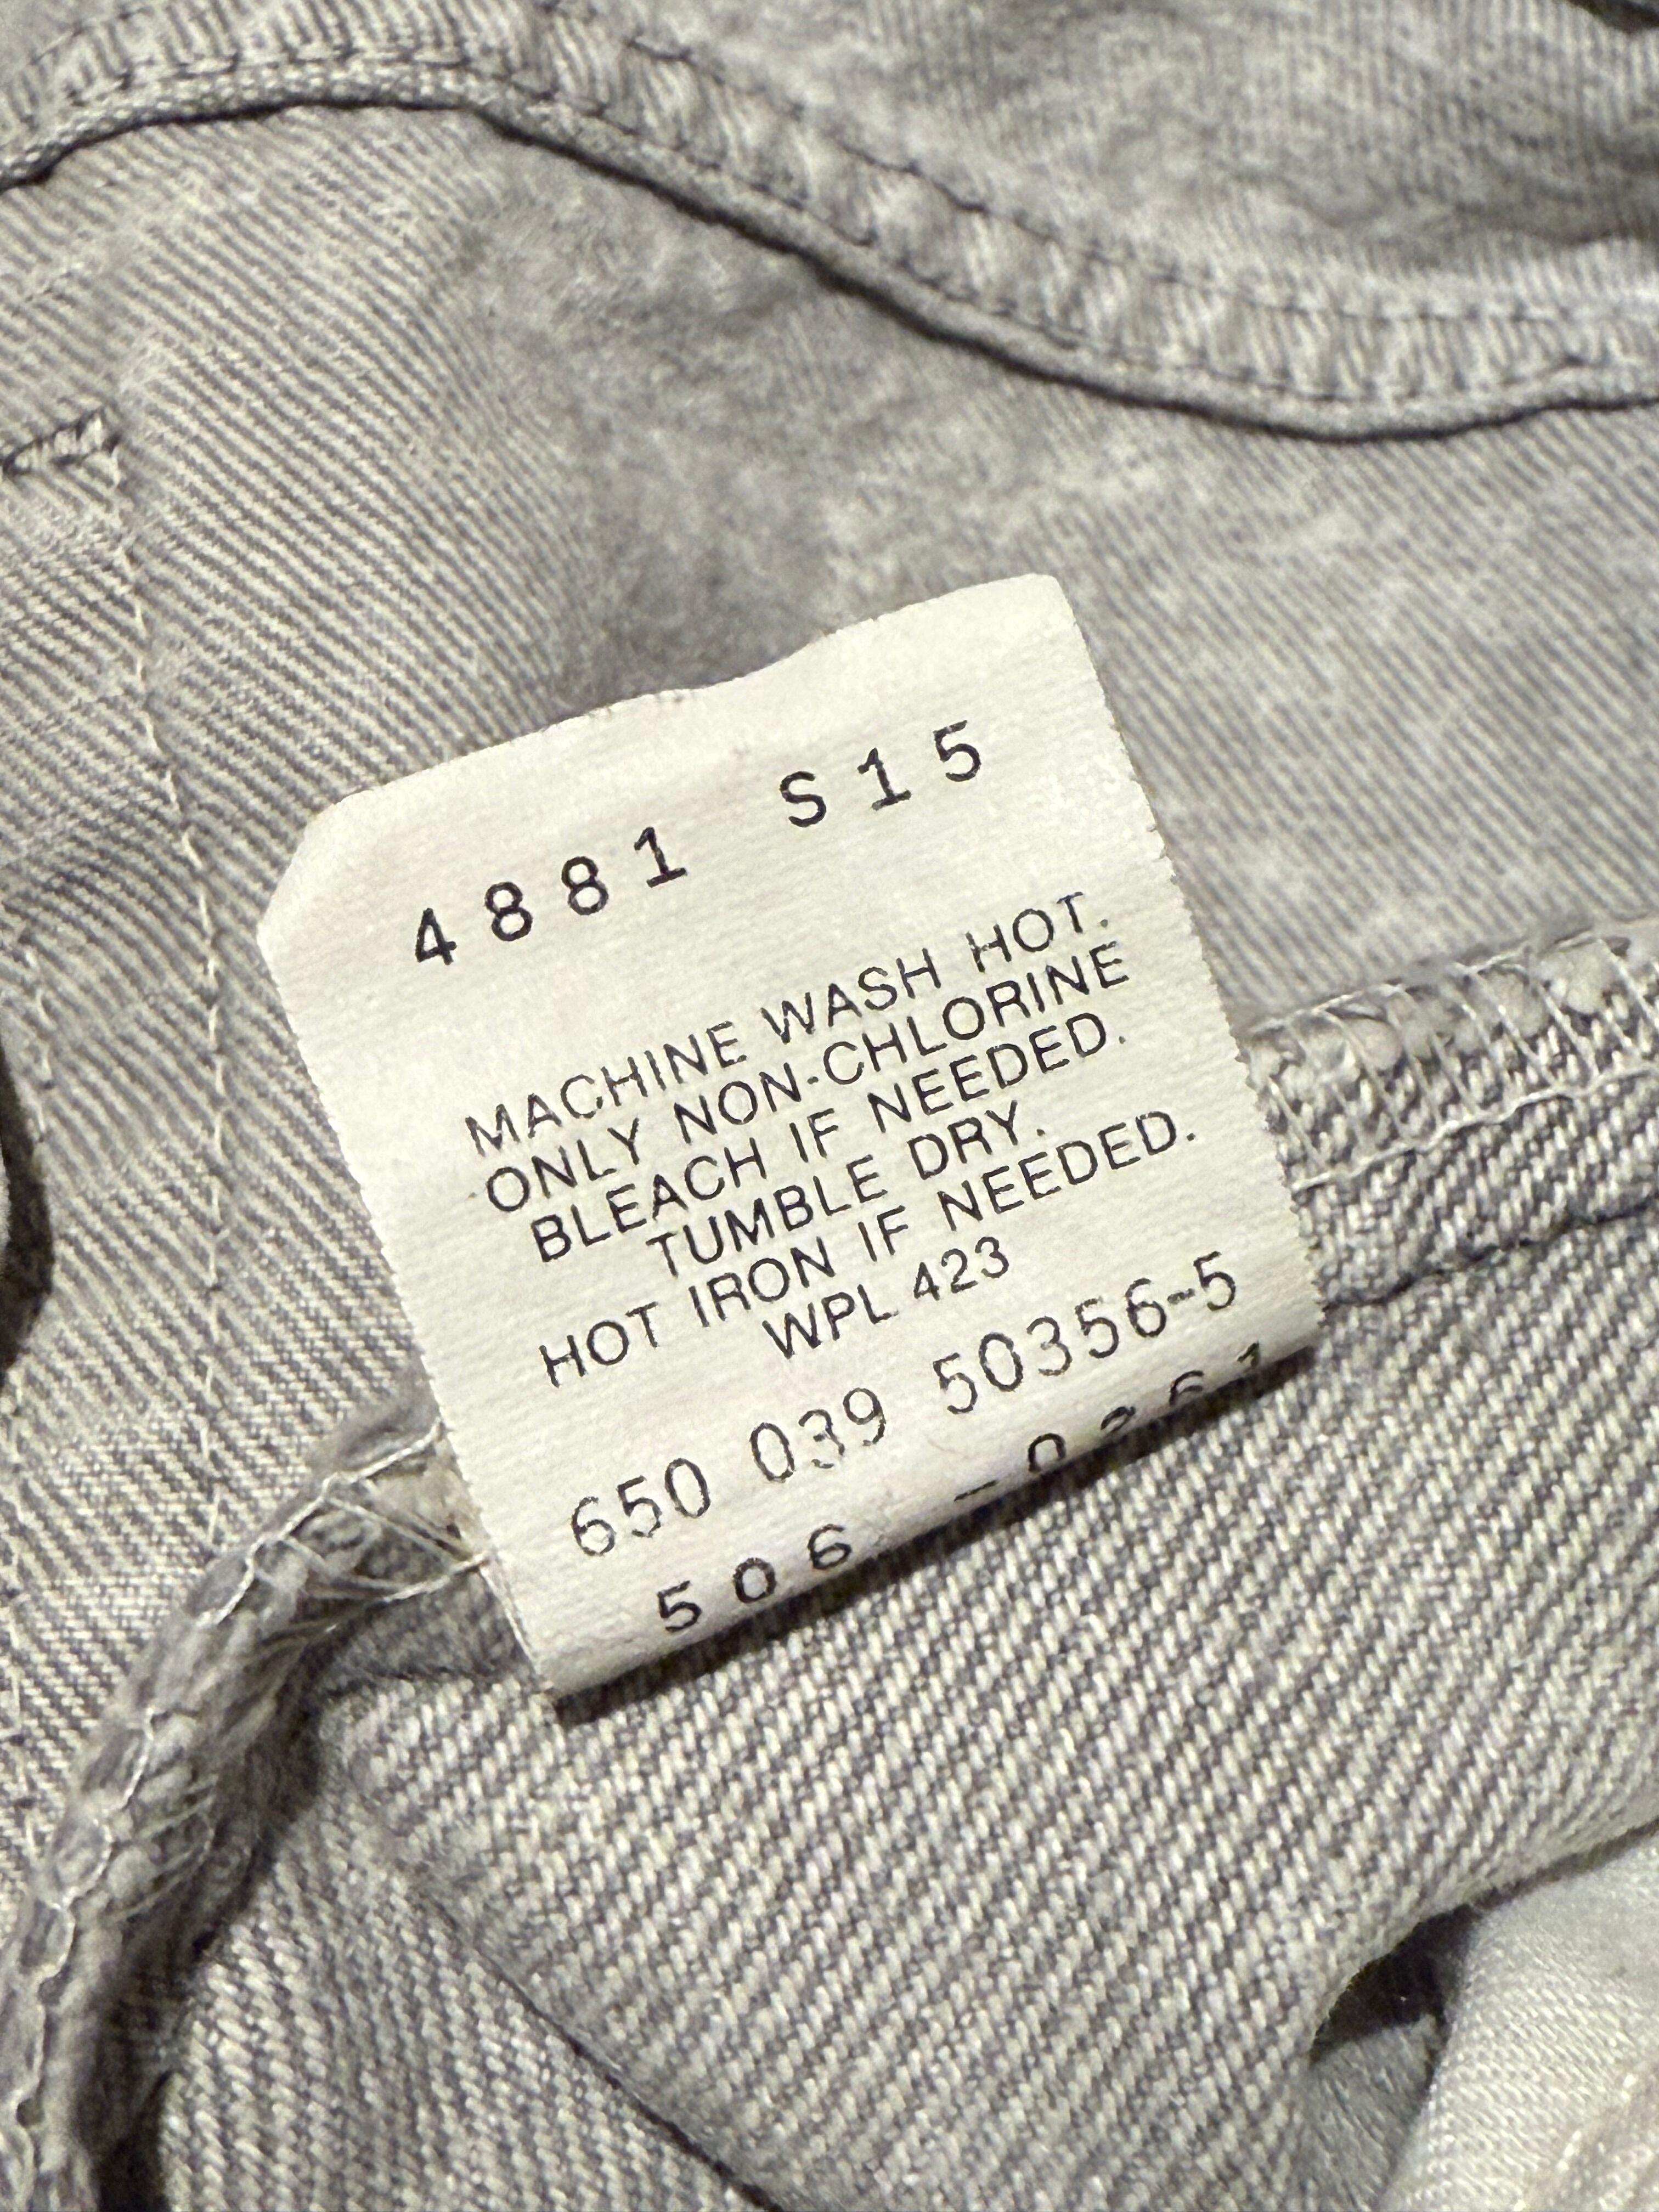 4881 S15
MACHINE WASH HOT.
ONLY NON-CHLORINE
BLEACH IF NEEDED.
TUMBLE DRY.
HOT IRON IF NEEDED.
WPL 423
650 039 50356-5
506